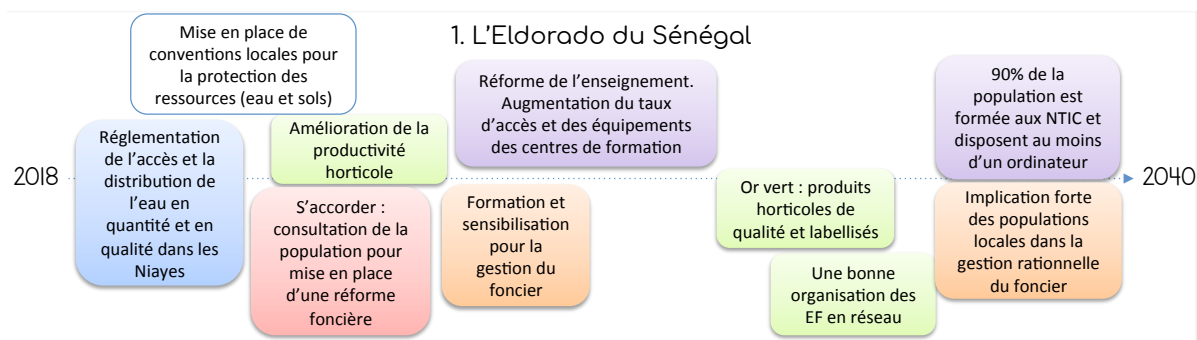 1. L'Eldorado du Sénégal
Mise en place de
conventions locales pour
la protection des
ressources (eau et sols)
Réglementation
de l'accès et la
distribution de
l'eau en
quantité et en
qualité dans les
Niayes
Amélioration de la
productivité
horticole
S'accorder :
consultation de la
population pour
mise en place
d'une réforme
foncière
Réforme de l'enseignement.
Augmentation du taux
d'accès et des équipements
des centres de formation
Formation et
sensibilisation
pour la
gestion du
foncier
Or vert : produits
horticoles de
qualité et labellisés
Une bonne
organisation des
EF en réseau
90% de la
population est
formée aux NTIC et
disposent au moins
d'un ordinateur
Implication forte
des populations
locales dans la
gestion rationnelle
du foncier
2018
2040